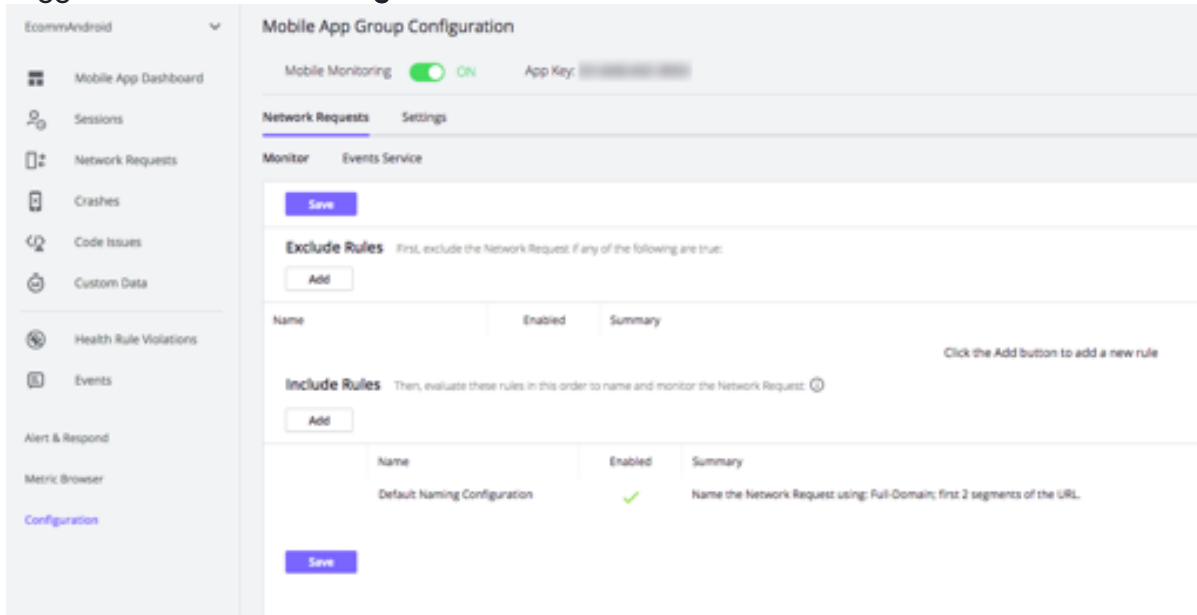 EcommAndroid
Mobile App Dashboard
Sessions
Network Requests
Crashes
Code Issues
Custom Data
Health Rule Violations
Events
Alert & Respond
Metric Browser
Configuration
Mobile App Group Configuration
Mobile Monitoring ON App Key:
Network Requests Settings
Monitor Events Service
Save
Exclude Rules First, exclude the Network Request if any of the following are true:
Add
Name Enabled Summary
Click the Add button to add a new rule
Include Rules Then, evaluate these rules in this order to name and monitor the Network Request:
Add
Name Enabled Summary
Default Naming Configuration Name the Network Request using: Full-Domain; first 2 segments of the URL.
Save